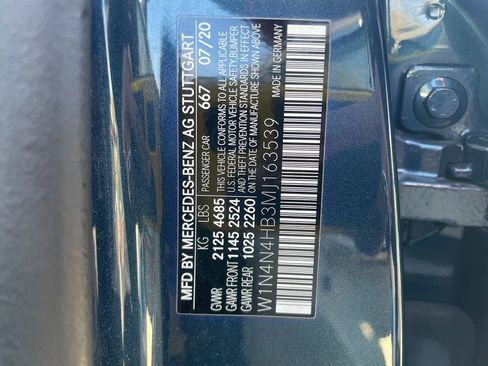 MFD BY MERCEDES-BENZ AG STUTTGART
KG LBS PASSENGER CAR 667 07/20
GVWR 2125 4685 THIS VEHICLE CONFORMS TO ALL APPLICABLE
GAWR FRONT 1145 2524 U.S. FEDERAL MOTOR VEHICLE SAFETY, BUMPER,
GAWR REAR 1025 2260 AND THEFT PREVENTION STANDARDS IN EFFECT
ON THE DATE OF MANUFACTURE SHOWN ABOVE
W1N4N4HB3MJ163539 MADE IN GERMANY